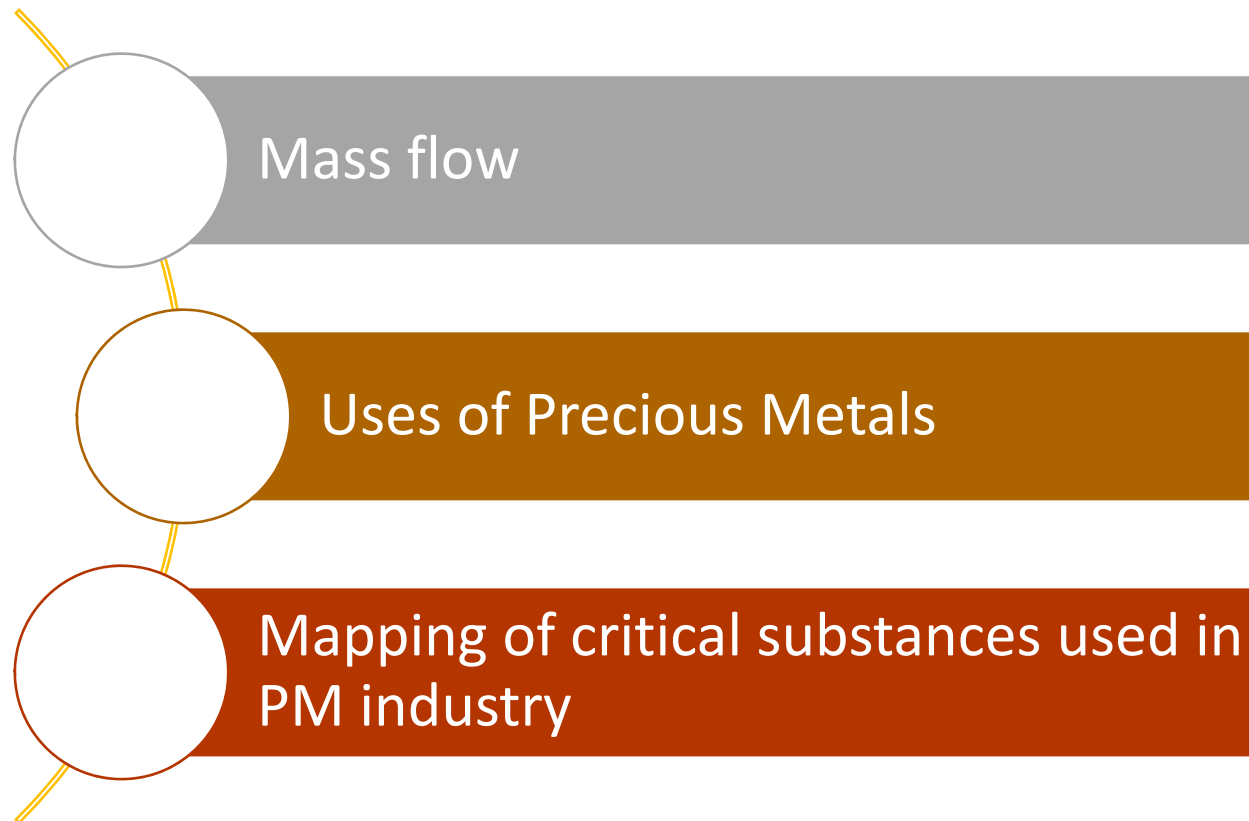 Mass flow
Uses of Precious Metals
Mapping of critical substances used in
PM industry